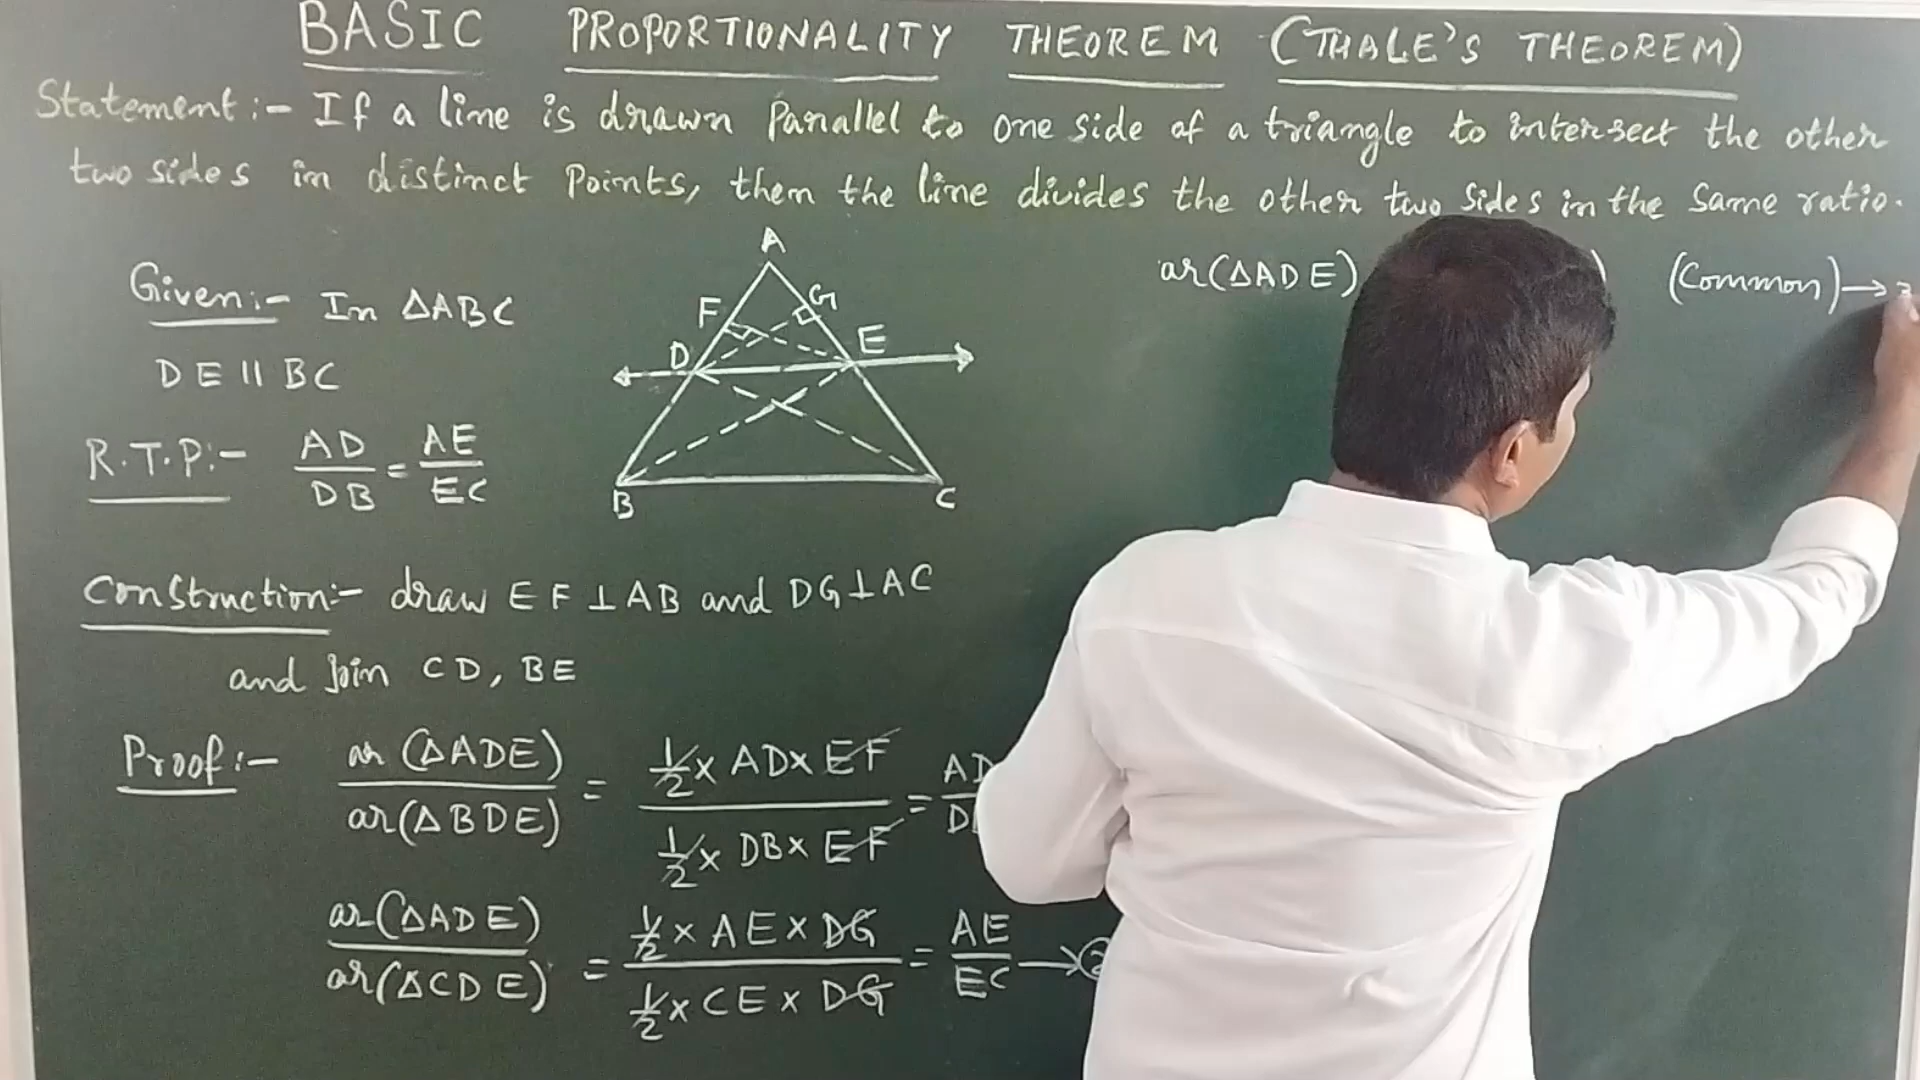 BASIC PROPORTIONALITY THEOREM (THALE'S THEOREM)
Statement:- If a line is drawn Parallel to one side of a triangle to intersect the other
two sides in distinct Points, then the line divides the other two sides in the same ratio.
Given:- In ΔABC
DE || BC
R.T.P:- AD/DB = AE/EC
A
F G
D E
B C
Construction:- draw EF⊥AB and DG⊥AC
and Join CD, BE
Proof:- ar(ΔADE)/ar(ΔBDE) = (1/2 × AD × EF)/(1/2 × DB × EF) = AD
ar(ΔADE)/ar(ΔCDE) = (1/2 × AE × DG)/(1/2 × CE × DG) = AE/EC → 2
ar(ΔADE) ) (Common) → 3